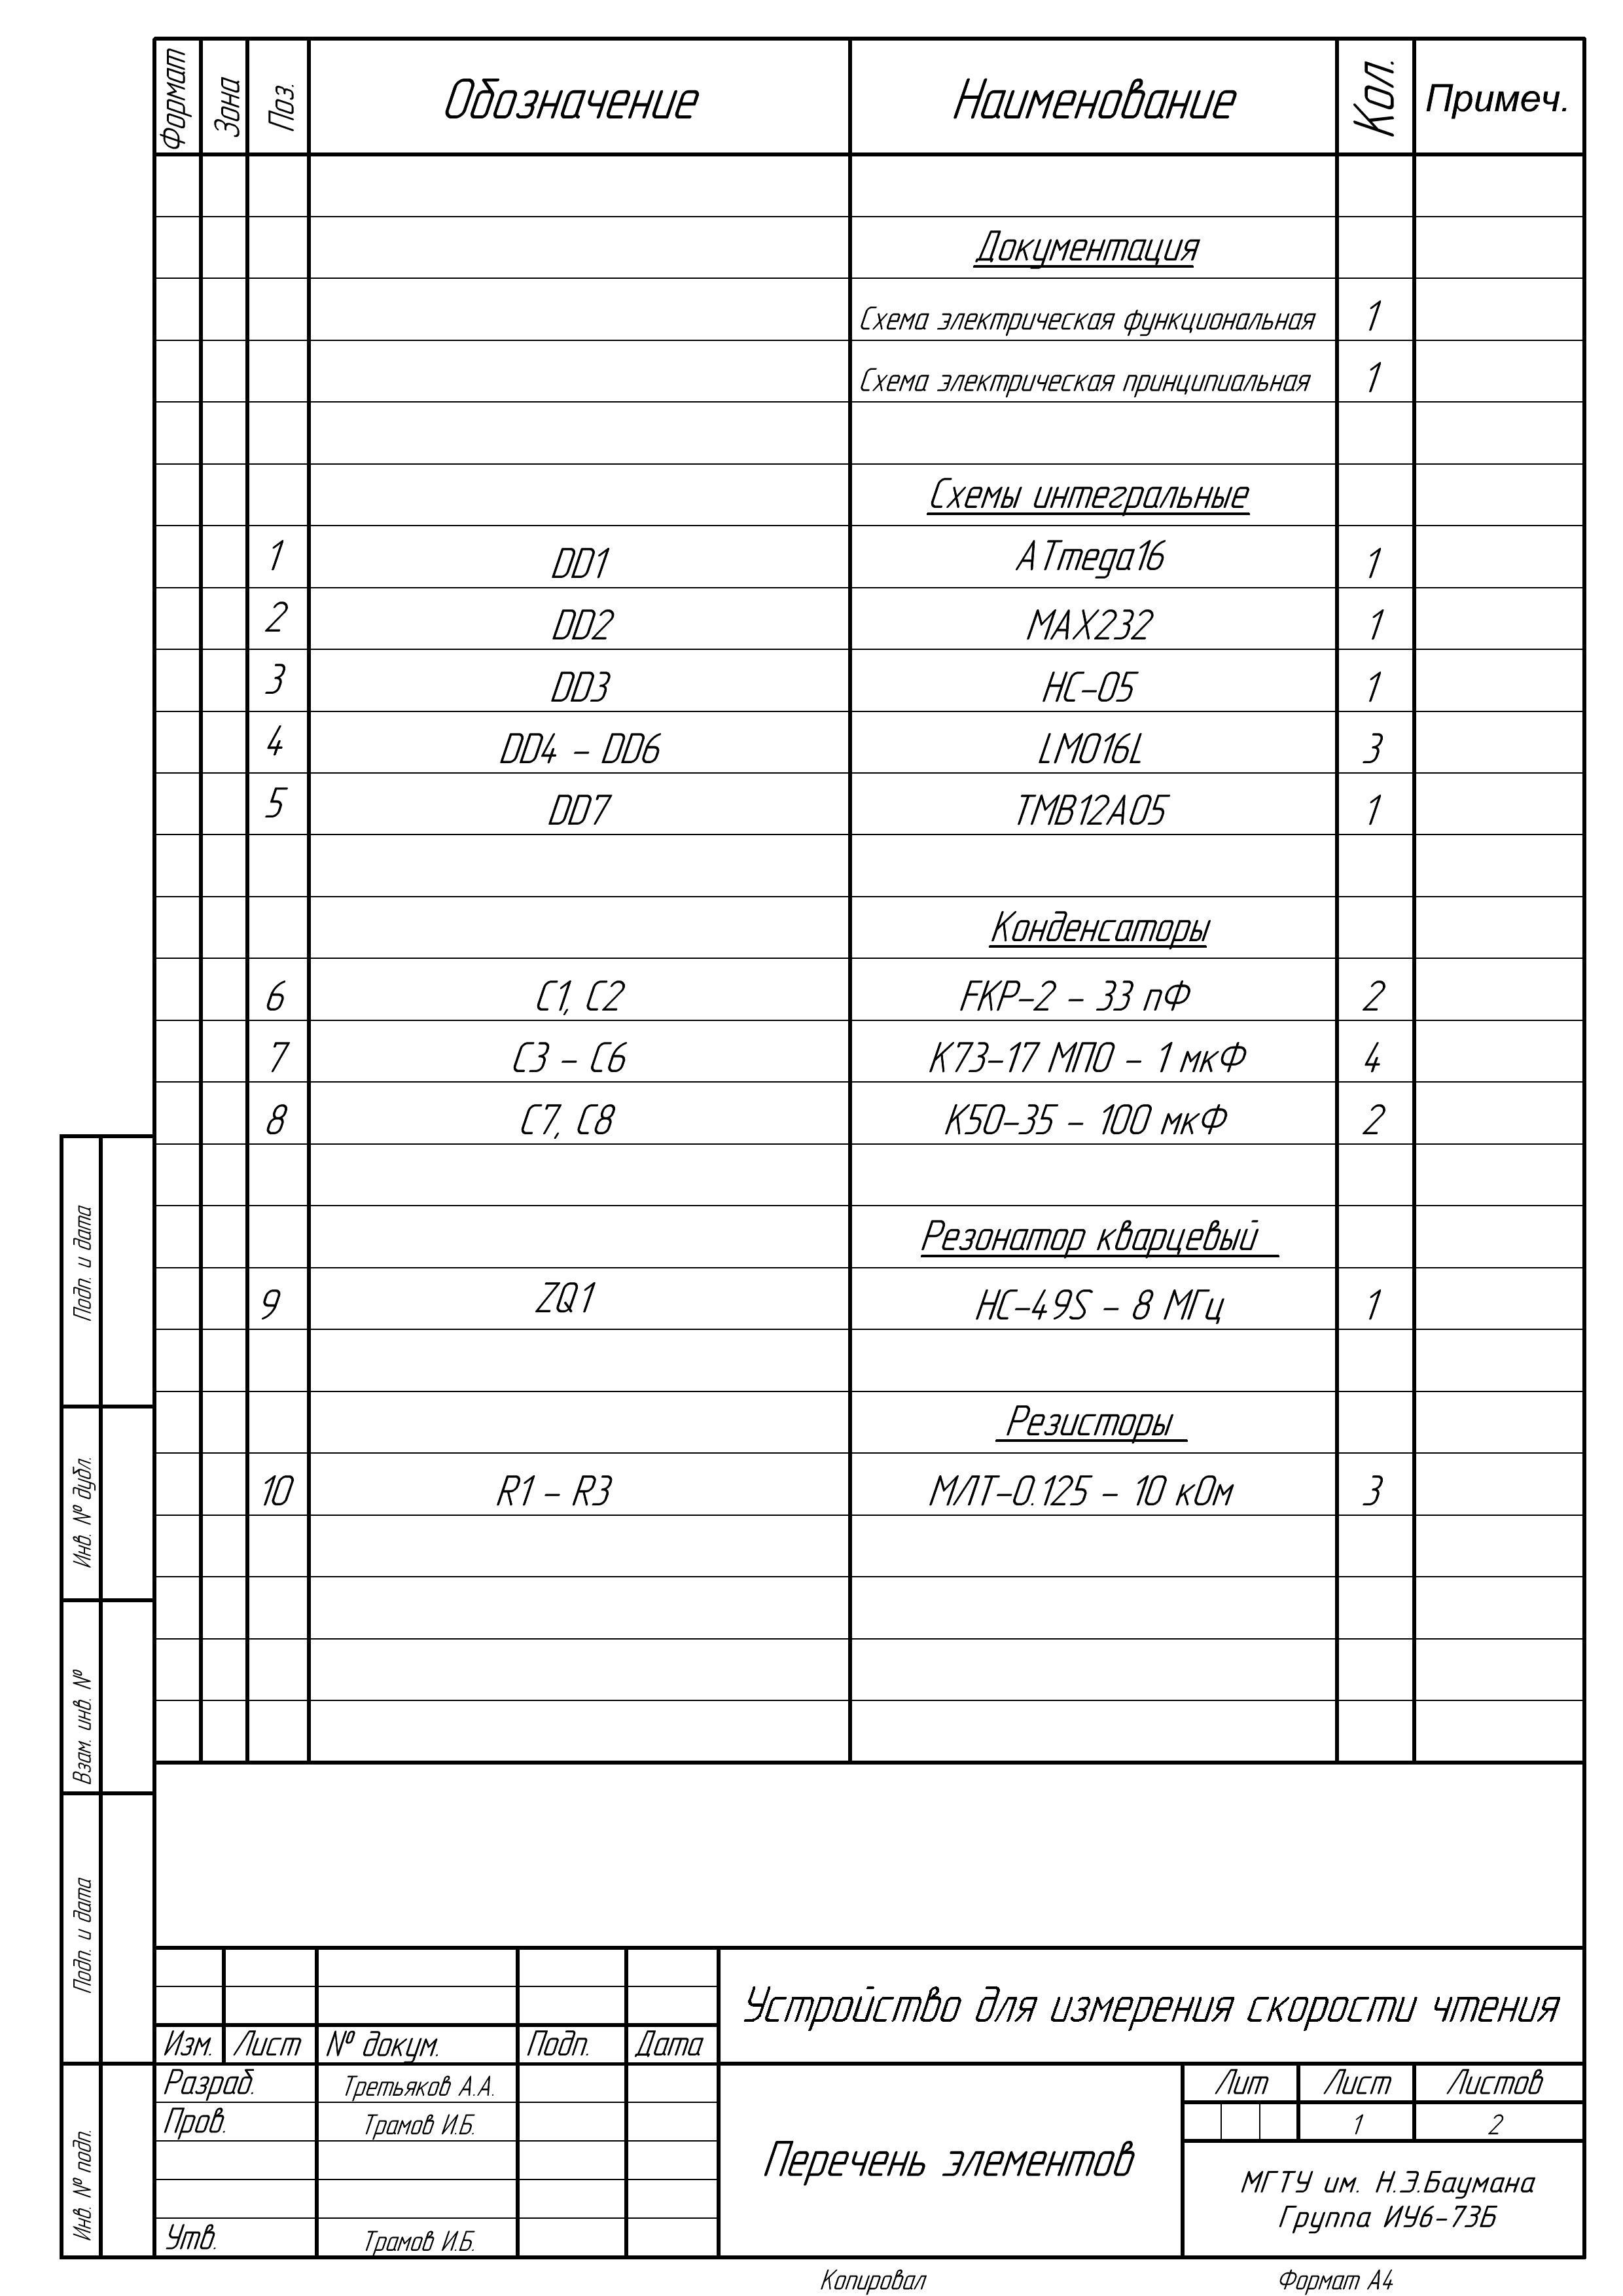 Формат Зона Поз. Обозначение Наименование Кол. Примеч.
Документация
Схема электрическая функциональная 1
Схема электрическая принципиальная 1
Схемы интегральные
1 DD1 ATmega16 1
2 DD2 MAX232 1
3 DD3 HC-05 1
4 DD4 - DD6 LM016L 3
5 DD7 TMB12A05 1
Конденсаторы
6 C1, C2 FKP-2 - 33 пФ 2
7 C3 - C6 К73-17 МПО - 1 мкФ 4
8 C7, C8 К50-35 - 100 мкФ 2
Резонатор кварцевый
9 ZQ1 HC-49S - 8 МГц 1
Резисторы
10 R1 - R3 МЛТ-0.125 - 10 кОм 3
Подп. и дата
Инв. № дубл.
Взам. инв. №
Подп. и дата
Инв. № подп.
Устройство для измерения скорости чтения
Изм. Лист № докум. Подп. Дата
Разраб. Третьяков А.А.
Пров. Трамов И.Б.
Утв. Трамов И.Б.
Перечень элементов
Лит Лист Листов
1 2
МГТУ им. Н.Э.Баумана
Группа ИУ6-73Б
Копировал Формат А4